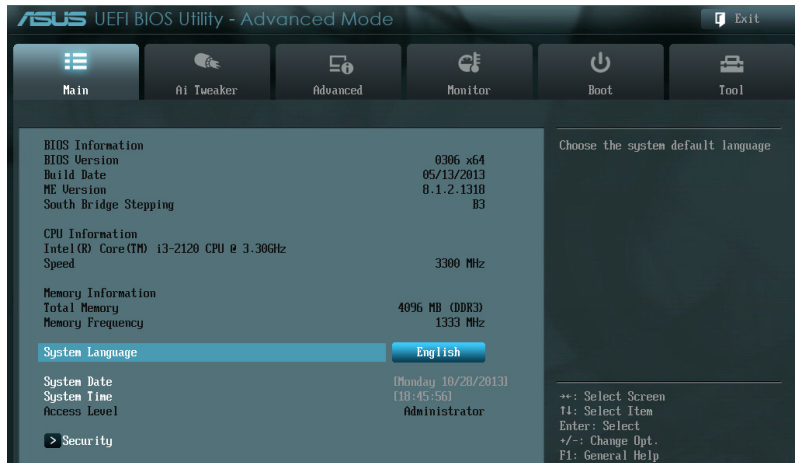 ASUS UEFI BIOS Utility - Advanced Mode
Exit
Main
Ai Tweaker
Advanced
Monitor
Boot
Tool
BIOS Information
BIOS Version 0306 x64
Build Date 05/13/2013
ME Version 8.1.2.1318
South Bridge Stepping B3
CPU Information
Intel(R) Core(TM) i3-2120 CPU @ 3.30GHz
Speed 3300 MHz
Memory Information
Total Memory 4096 MB (DDR3)
Memory Frequency 1333 MHz
System Language English
System Date [Monday 10/28/2013]
System Time [18:45:56]
Access Level Administrator
> Security
Choose the system default language
→←: Select Screen
↑↓: Select Item
Enter: Select
+/-: Change Opt.
F1: General Help